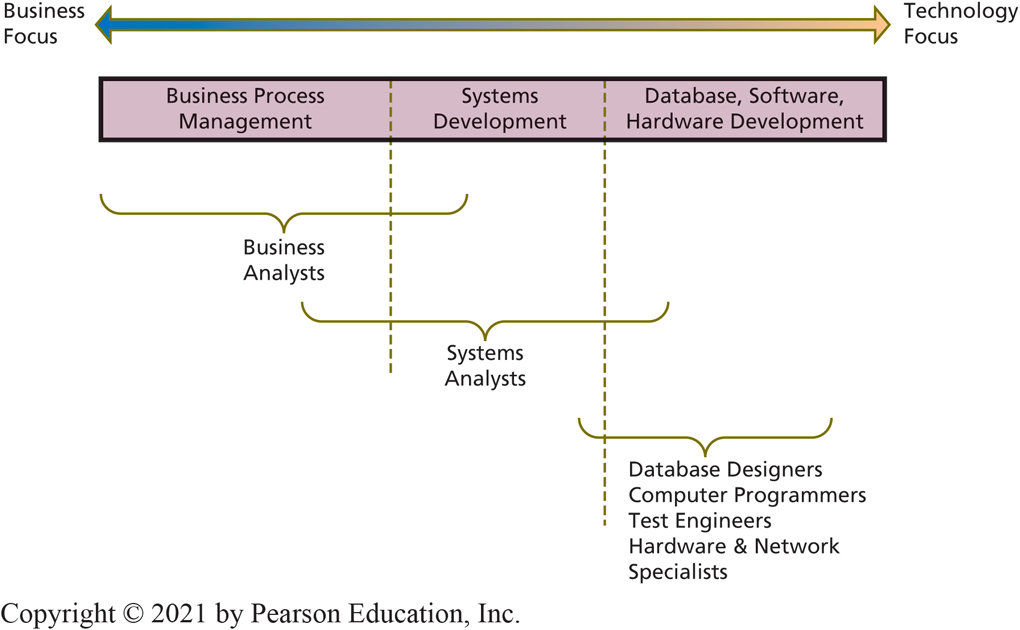 Business
Focus
Technology
Focus
Business Process
Management
Systems
Development
Database, Software,
Hardware Development
Business
Analysts
Systems
Analysts
Database Designers
Computer Programmers
Test Engineers
Hardware & Network
Specialists
Copyright © 2021 by Pearson Education, Inc.